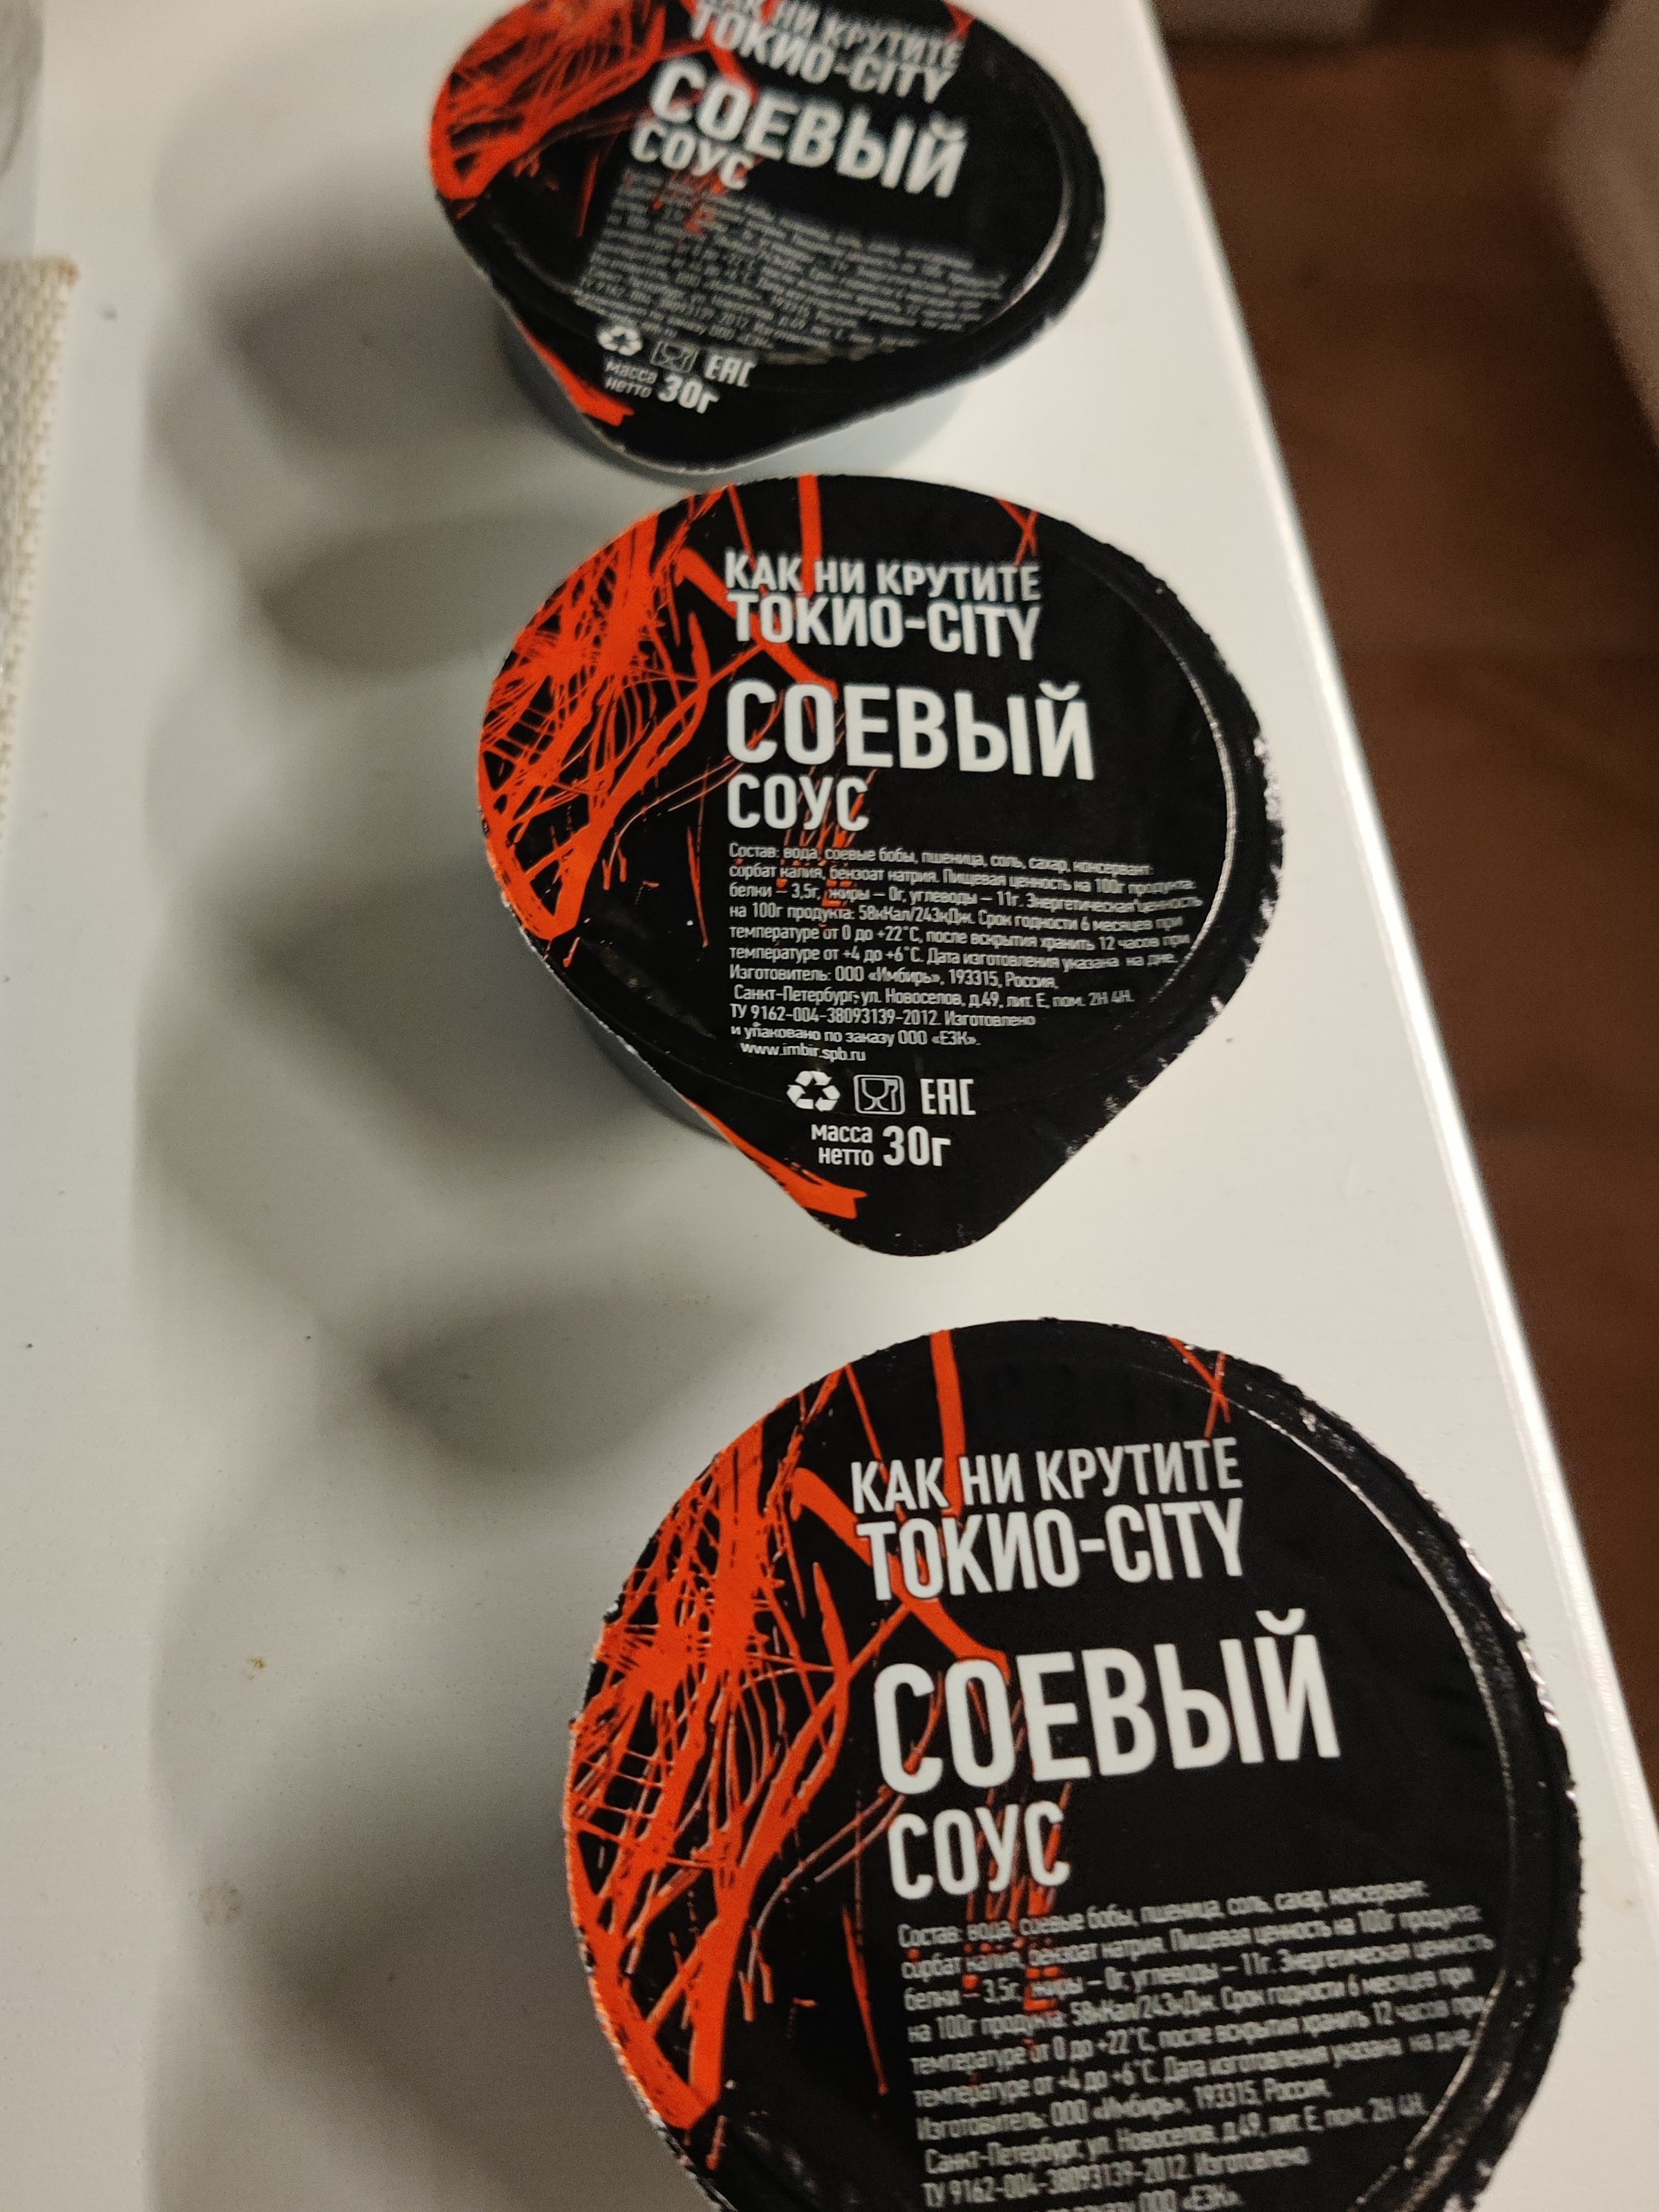 КАК НИ КРУТИТЕ
ТОКИО-CITY
СОЕВЫЙ
СОУС
ЕАС
масса
нетто 30г
КАК НИ КРУТИТЕ
ТОКИО-CITY
СОЕВЫЙ
СОУС
Состав: вода, соевые бобы, пшеница, соль, сахар, консервант:
сорбат калия, бензоат натрия. Пищевая ценность на 100г продукта:
белки – 3,5г, жиры – 0г, углеводы – 11г. Энергетическая ценность
на 100г продукта: 58кКал/243кДж. Срок годности 6 месяцев при
температуре от 0 до +22°С, после вскрытия хранить 12 часов при
температуре от +4 до +6°С. Дата изготовления указана на дне.
Изготовитель: ООО «Имбирь», 193315, Россия,
Санкт-Петербург, ул. Новоселов, д.49, лит. Е, пом. 2Н 4Н.
ТУ 9162-004-38093139-2012. Изготовлено
и упаковано по заказу ООО «ЕЗК».
www.imbir.spb.ru
ЕАС
масса
нетто 30г
КАК НИ КРУТИТЕ
ТОКИО-CITY
СОЕВЫЙ
СОУС
Состав: вода, соевые бобы, пшеница, соль, сахар, консервант:
сорбат калия, бензоат натрия. Пищевая ценность на 100г продукта:
белки – 3,5г, жиры – 0г, углеводы – 11г. Энергетическая ценность
на 100г продукта: 58кКал/243кДж. Срок годности 6 месяцев при
температуре от 0 до +22°С, после вскрытия хранить 12 часов при
температуре от +4 до +6°С. Дата изготовления указана на дне.
Изготовитель: ООО «Имбирь», 193315, Россия,
Санкт-Петербург, ул. Новоселов, д.49, лит. Е, пом. 2Н 4Н.
ТУ 9162-004-38093139-2012. Изготовлено
заказу ООО «ЕЗК».